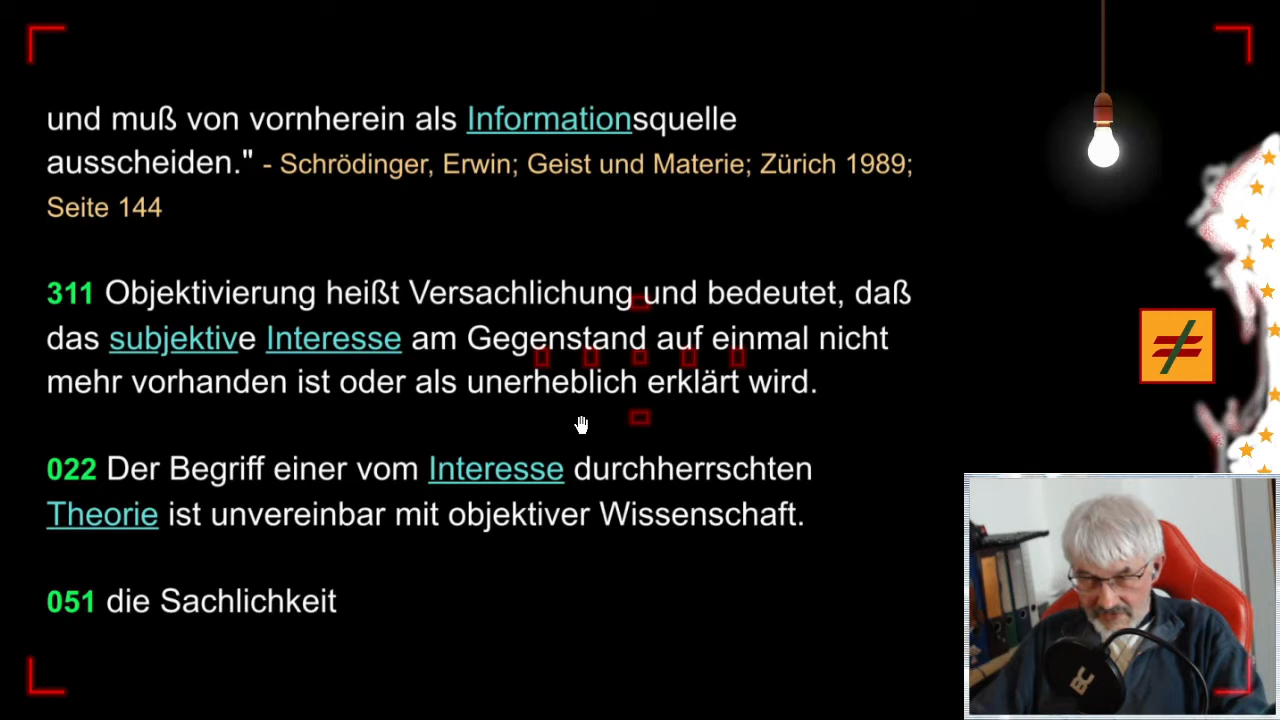 und muß von vornherein als Informationsquelle
ausscheiden." - Schrödinger, Erwin; Geist und Materie; Zürich 1989;
Seite 144
311 Objektivierung heißt Versachlichung und bedeutet, daß
das subjektive Interesse am Gegenstand auf einmal nicht
mehr vorhanden ist oder als unerheblich erklärt wird.
022 Der Begriff einer vom Interesse durchherrschten
Theorie ist unvereinbar mit objektiver Wissenschaft.
051 die Sachlichkeit
≠
BC